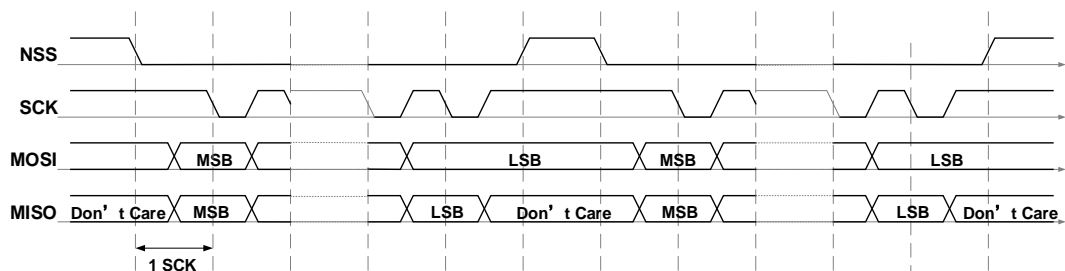 NSS
SCK
MOSI MSB LSB MSB LSB
MISO Don’t Care MSB LSB Don’t Care MSB LSB Don’t Care
1 SCK